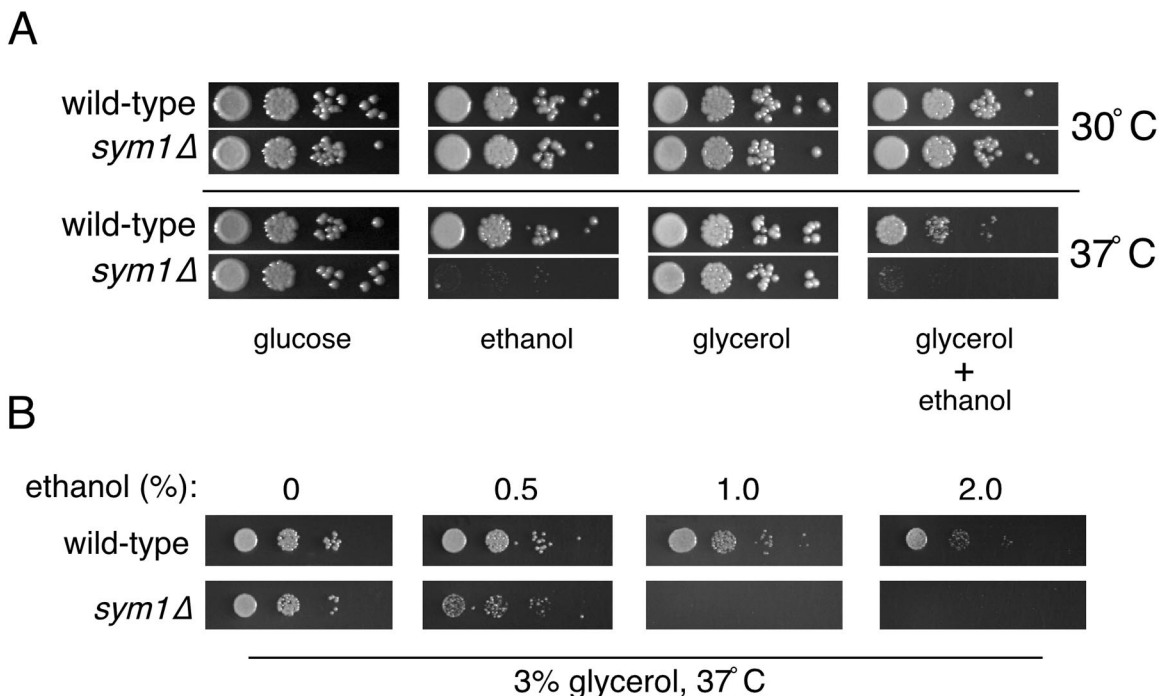 A
wild-type
sym1Δ
30°C
wild-type
sym1Δ
37°C
glucose ethanol glycerol glycerol + ethanol
B
ethanol (%): 0 0.5 1.0 2.0
wild-type
sym1Δ
3% glycerol, 37°C